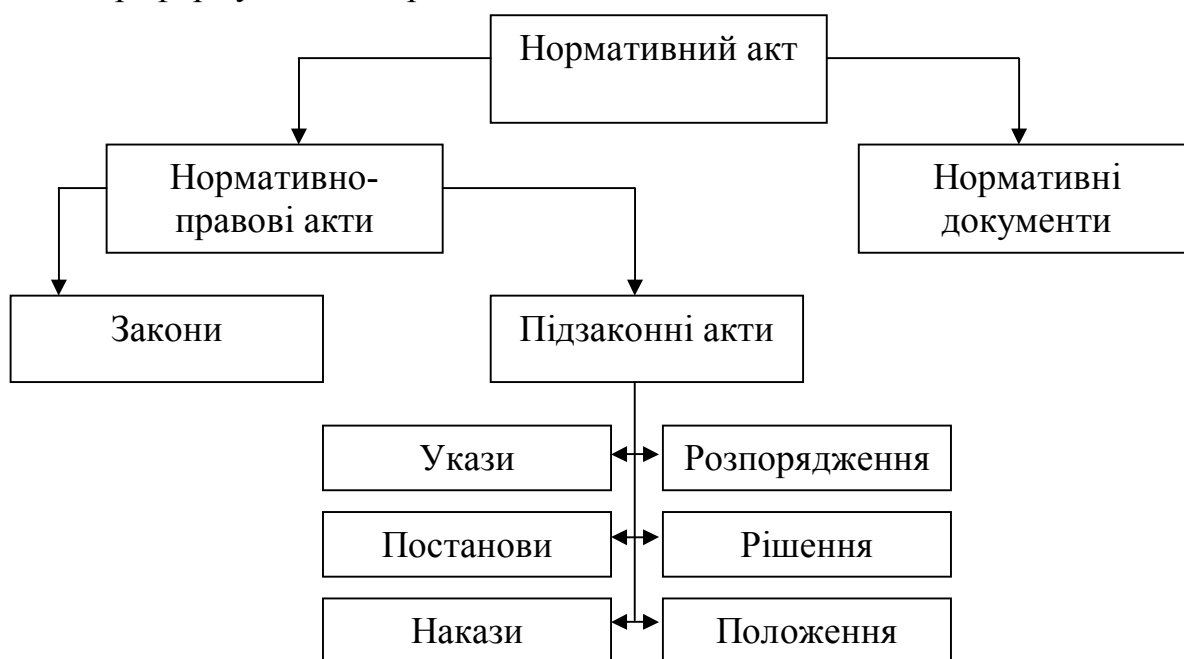 Нормативний акт
Нормативно-
правові акти
Нормативні
документи
Закони
Підзаконні акти
Укази
Розпорядження
Постанови
Рішення
Накази
Положення